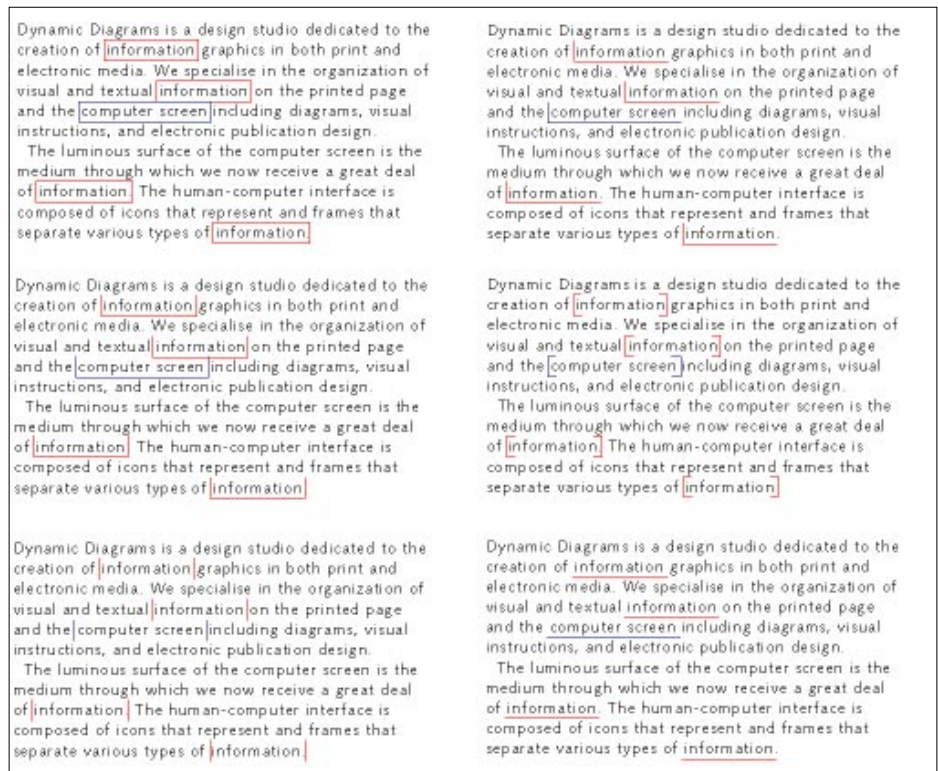 Dynamic Diagrams is a design studio dedicated to the
creation of information graphics in both print and
electronic media. We specialise in the organization of
visual and textual information on the printed page
and the computer screen including diagrams, visual
instructions, and electronic publication design.
The luminous surface of the computer screen is the
medium through which we now receive a great deal
of information. The human-computer interface is
composed of icons that represent and frames that
separate various types of information.
Dynamic Diagrams is a design studio dedicated to the
creation of information graphics in both print and
electronic media. We specialise in the organization of
visual and textual information on the printed page
and the computer screen including diagrams, visual
instructions, and electronic publication design.
The luminous surface of the computer screen is the
medium through which we now receive a great deal
of information. The human-computer interface is
composed of icons that represent and frames that
separate various types of information.
Dynamic Diagrams is a design studio dedicated to the
creation of information graphics in both print and
electronic media. We specialise in the organization of
visual and textual information on the printed page
and the computer screen including diagrams, visual
instructions, and electronic publication design.
The luminous surface of the computer screen is the
medium through which we now receive a great deal
of information. The human-computer interface is
composed of icons that represent and frames that
separate various types of information.
Dynamic Diagrams is a design studio dedicated to the
creation of information graphics in both print and
electronic media. We specialise in the organization of
visual and textual information on the printed page
and the computer screen including diagrams, visual
instructions, and electronic publication design.
The luminous surface of the computer screen is the
medium through which we now receive a great deal
of information. The human-computer interface is
composed of icons that represent and frames that
separate various types of information.
Dynamic Diagrams is a design studio dedicated to the
creation of information graphics in both print and
electronic media. We specialise in the organization of
visual and textual information on the printed page
and the computer screen including diagrams, visual
instructions, and electronic publication design.
The luminous surface of the computer screen is the
medium through which we now receive a great deal
of information. The human-computer interface is
composed of icons that represent and frames that
separate various types of information.
Dynamic Diagrams is a design studio dedicated to the
creation of information graphics in both print and
electronic media. We specialise in the organization of
visual and textual information on the printed page
and the computer screen including diagrams, visual
instructions, and electronic publication design.
The luminous surface of the computer screen is the
medium through which we now receive a great deal
of information. The human-computer interface is
composed of icons that represent and frames that
separate various types of information.